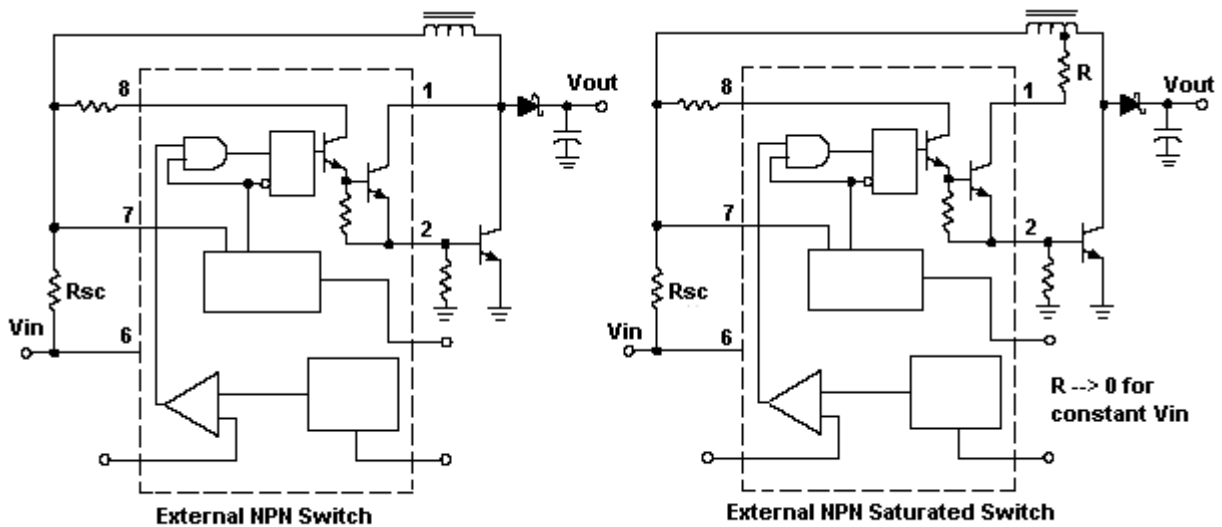 8
1
Vout
7
2
Rsc
Vin
6
External NPN Switch
R
8
1
Vout
7
2
Rsc
Vin
6
R --> 0 for
constant Vin
External NPN Saturated Switch